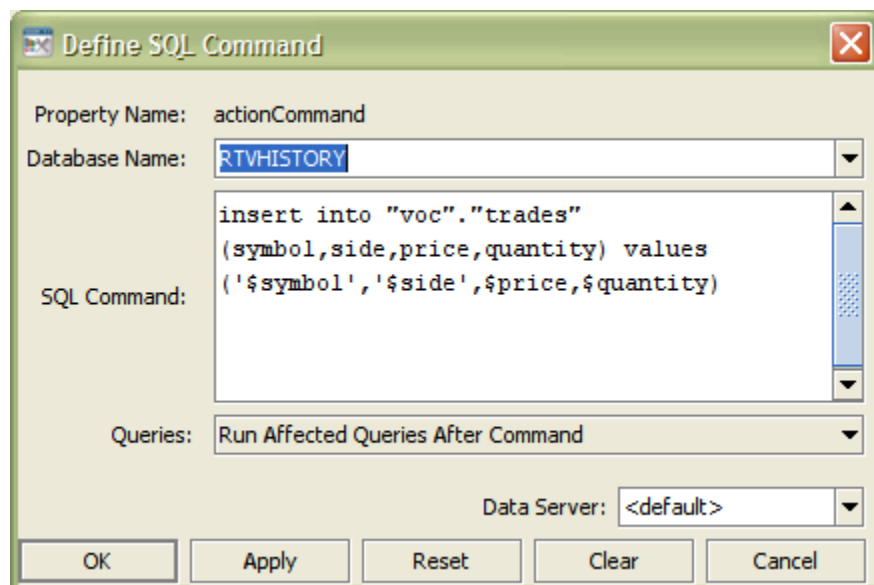 Define SQL Command
Property Name: actionCommand
Database Name: RTVHISTORY
SQL Command:
insert into "voc"."trades"
(symbol,side,price,quantity) values
('$symbol','$side',$price,$quantity)
Queries: Run Affected Queries After Command
Data Server: <default>
OK Apply Reset Clear Cancel